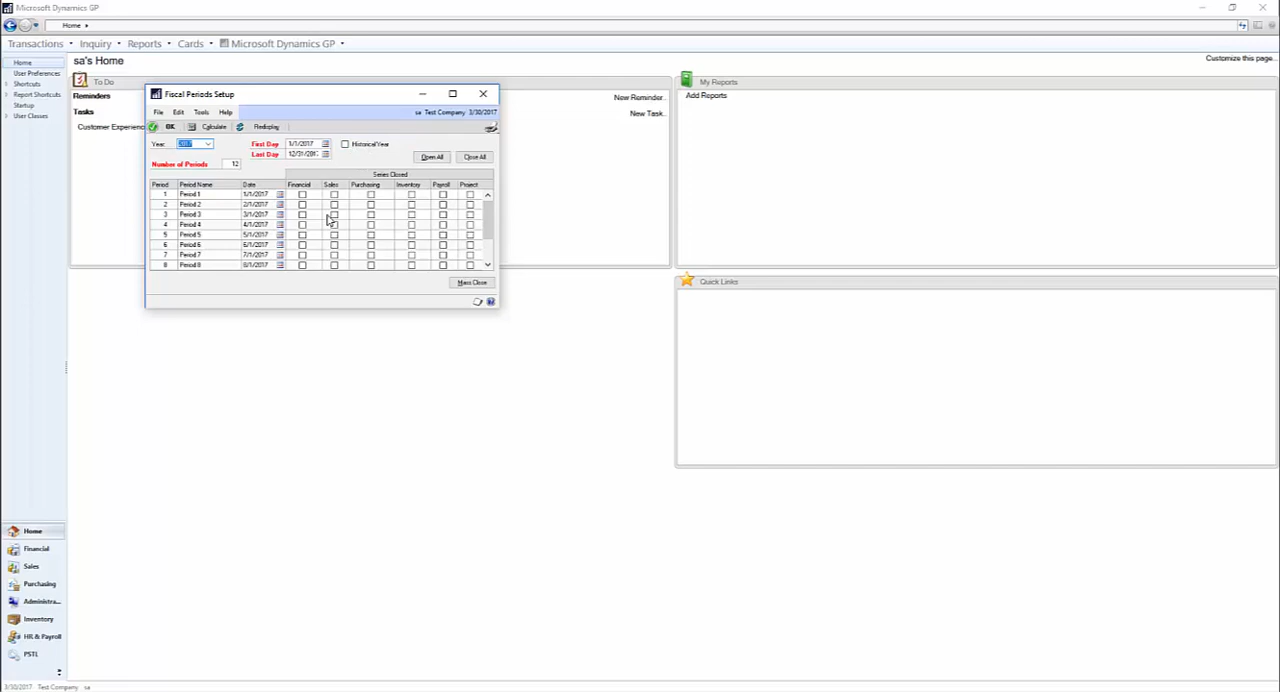 Microsoft Dynamics GP
Home
Transactions Inquiry Reports Cards Microsoft Dynamics GP
Home
User Preferences
Shortcuts
Report Shortcuts
Startup
User Classes
sa's Home
Customize this page...
To Do
Reminders
New Reminder..
Tasks
New Task..
Customer Experienc
My Reports
Add Reports
Quick Links
Fiscal Periods Setup
File Edit Tools Help
sa Test Company 3/30/2017
OK Calculate Redisplay
Year: 2017 First Day 1/1/2017 Historical Year
Last Day 12/31/201
Number of Periods 12 Open All Close All
Series Closed
Period Period Name Date Financial Sales Purchasing Inventory Payroll Project
1 Period 1 1/1/2017
2 Period 2 2/1/2017
3 Period 3 3/1/2017
4 Period 4 4/1/2017
5 Period 5 5/1/2017
6 Period 6 6/1/2017
7 Period 7 7/1/2017
8 Period 8 8/1/2017
Mass Close
Home
Financial
Sales
Purchasing
Administra...
Inventory
HR & Payroll
PSTL
3/30/2017 Test Company sa